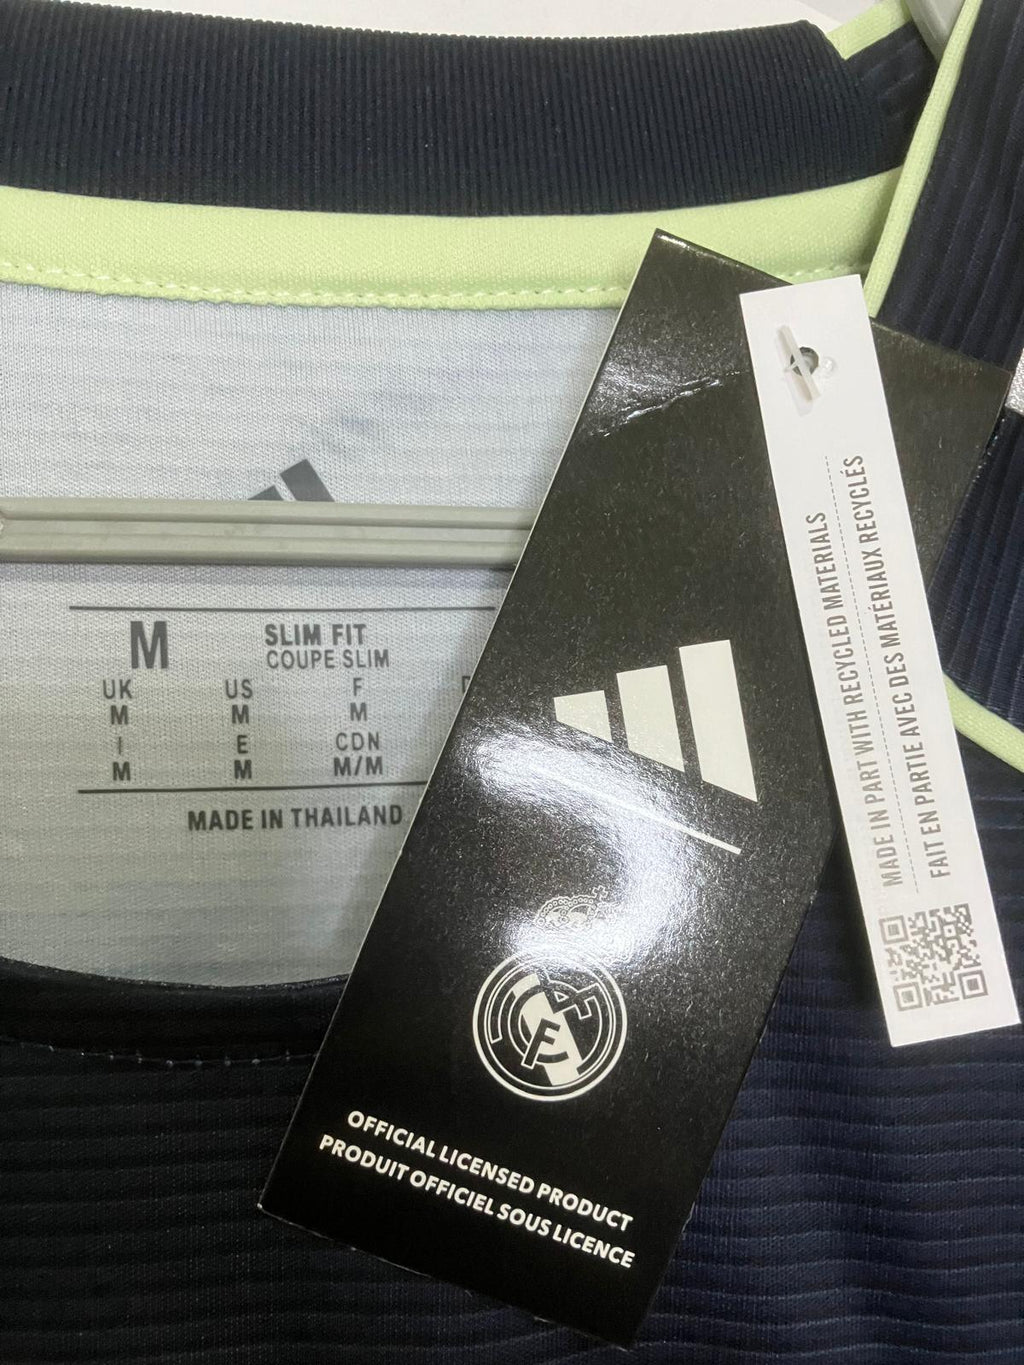 M
SLIM FIT
COUPE SLIM
UK US F
M M M
I E CDN
M M M/M
MADE IN THAILAND
OFFICIAL LICENSED PRODUCT
PRODUIT OFFICIEL SOUS LICENCE
MADE IN PART WITH RECYCLED MATERIALS
FAIT EN PARTIE AVEC DES MATÉRIAUX RECYCLÉS